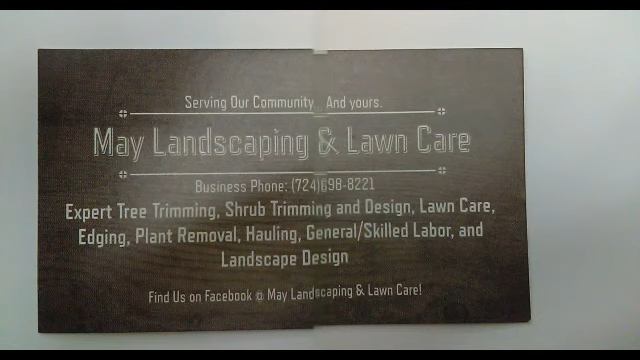 Serving Our Community And yours.
May Landscaping & Lawn Care
Business Phone: (724)698-8221
Expert Tree Trimming, Shrub Trimming and Design, Lawn Care,
Edging, Plant Removal, Hauling, General/Skilled Labor, and
Landscape Design
Find Us on Facebook @ May Landscaping & Lawn Care!